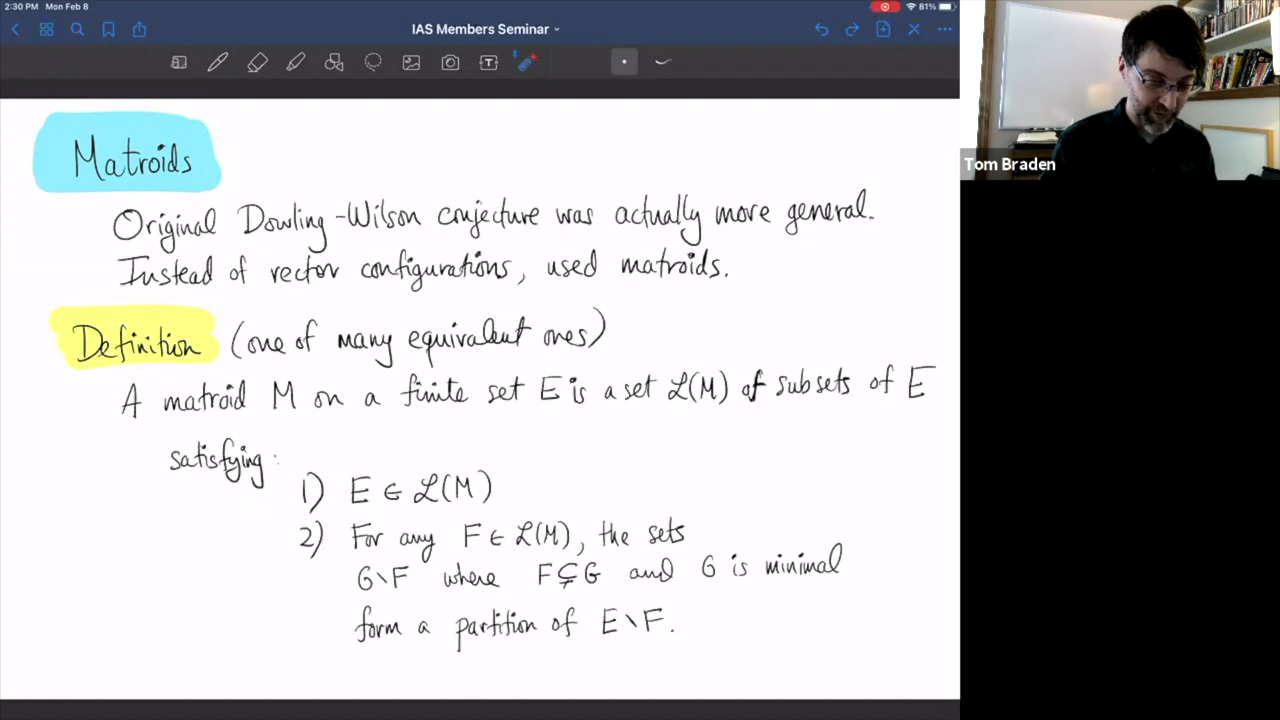 2:30 PM Mon Feb 8
81%
IAS Members Seminar
T
Matroids
Original Dowling-Wilson conjecture was actually more general.
Instead of vector configurations, used matroids.
Definition (one of many equivalent ones)
A matroid M on a finite set E is a set ℒ(M) of subsets of E
satisfying:
1) E ∈ ℒ(M)
2) For any F ∈ ℒ(M), the sets
G∖F where F⊊G and G is minimal
form a partition of E∖F.
Tom Braden